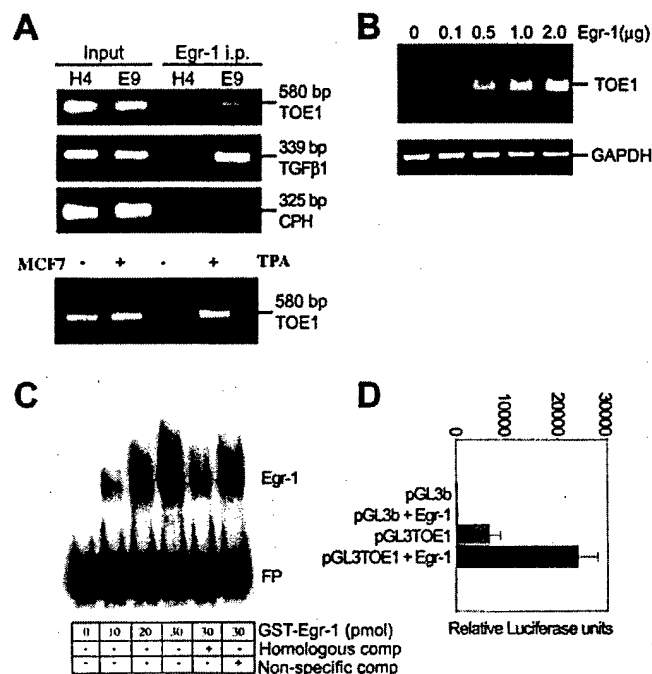 A
Input Egr-1 i.p.
H4 E9 H4 E9
580 bp
TOE1
339 bp
TGFβ1
325 bp
CPH
MCF7 - + - + TPA
580 bp
TOE1
B
0 0.1 0.5 1.0 2.0 Egr-1(μg)
TOE1
GAPDH
C
Egr-1
FP
0 10 20 30 30 30 GST-Egr-1 (pmol)
- - - - + - Homologous comp
- - - - - + Non-specific comp
D
0 10000 20000 30000
pGL3b
pGL3b + Egr-1
pGL3TOE1
pGL3TOE1 + Egr-1
Relative Luciferase units